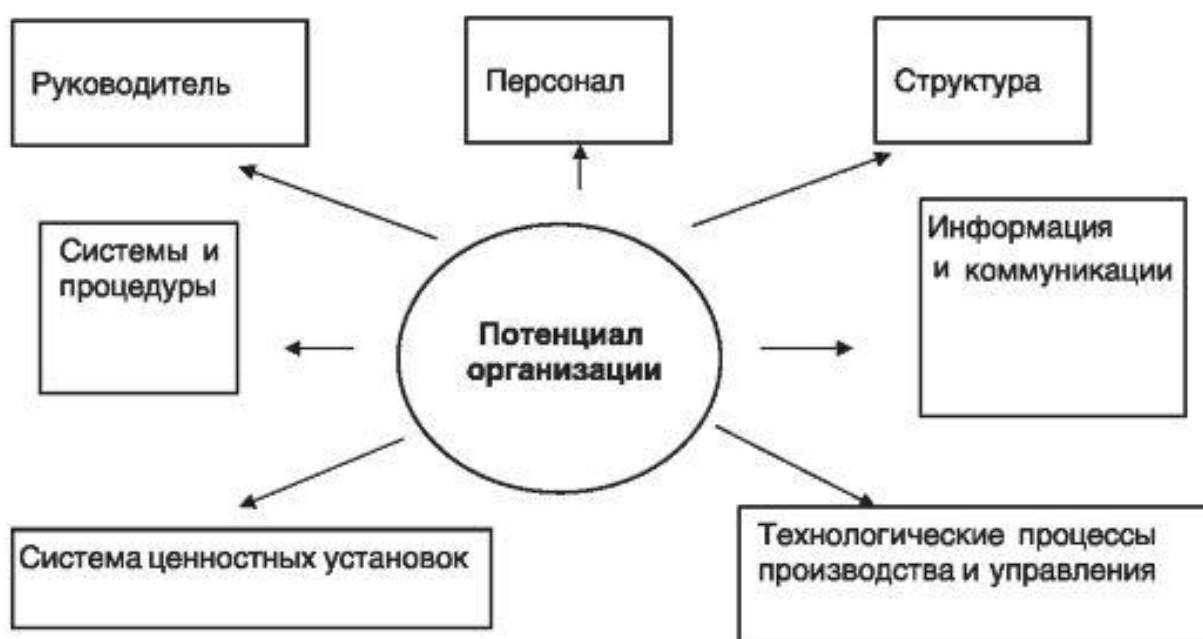 Руководитель
Персонал
Структура
Системы и
процедуры
Информация
и коммуникации
Потенциал
организации
Система ценностных установок
Технологические процессы
производства и управления